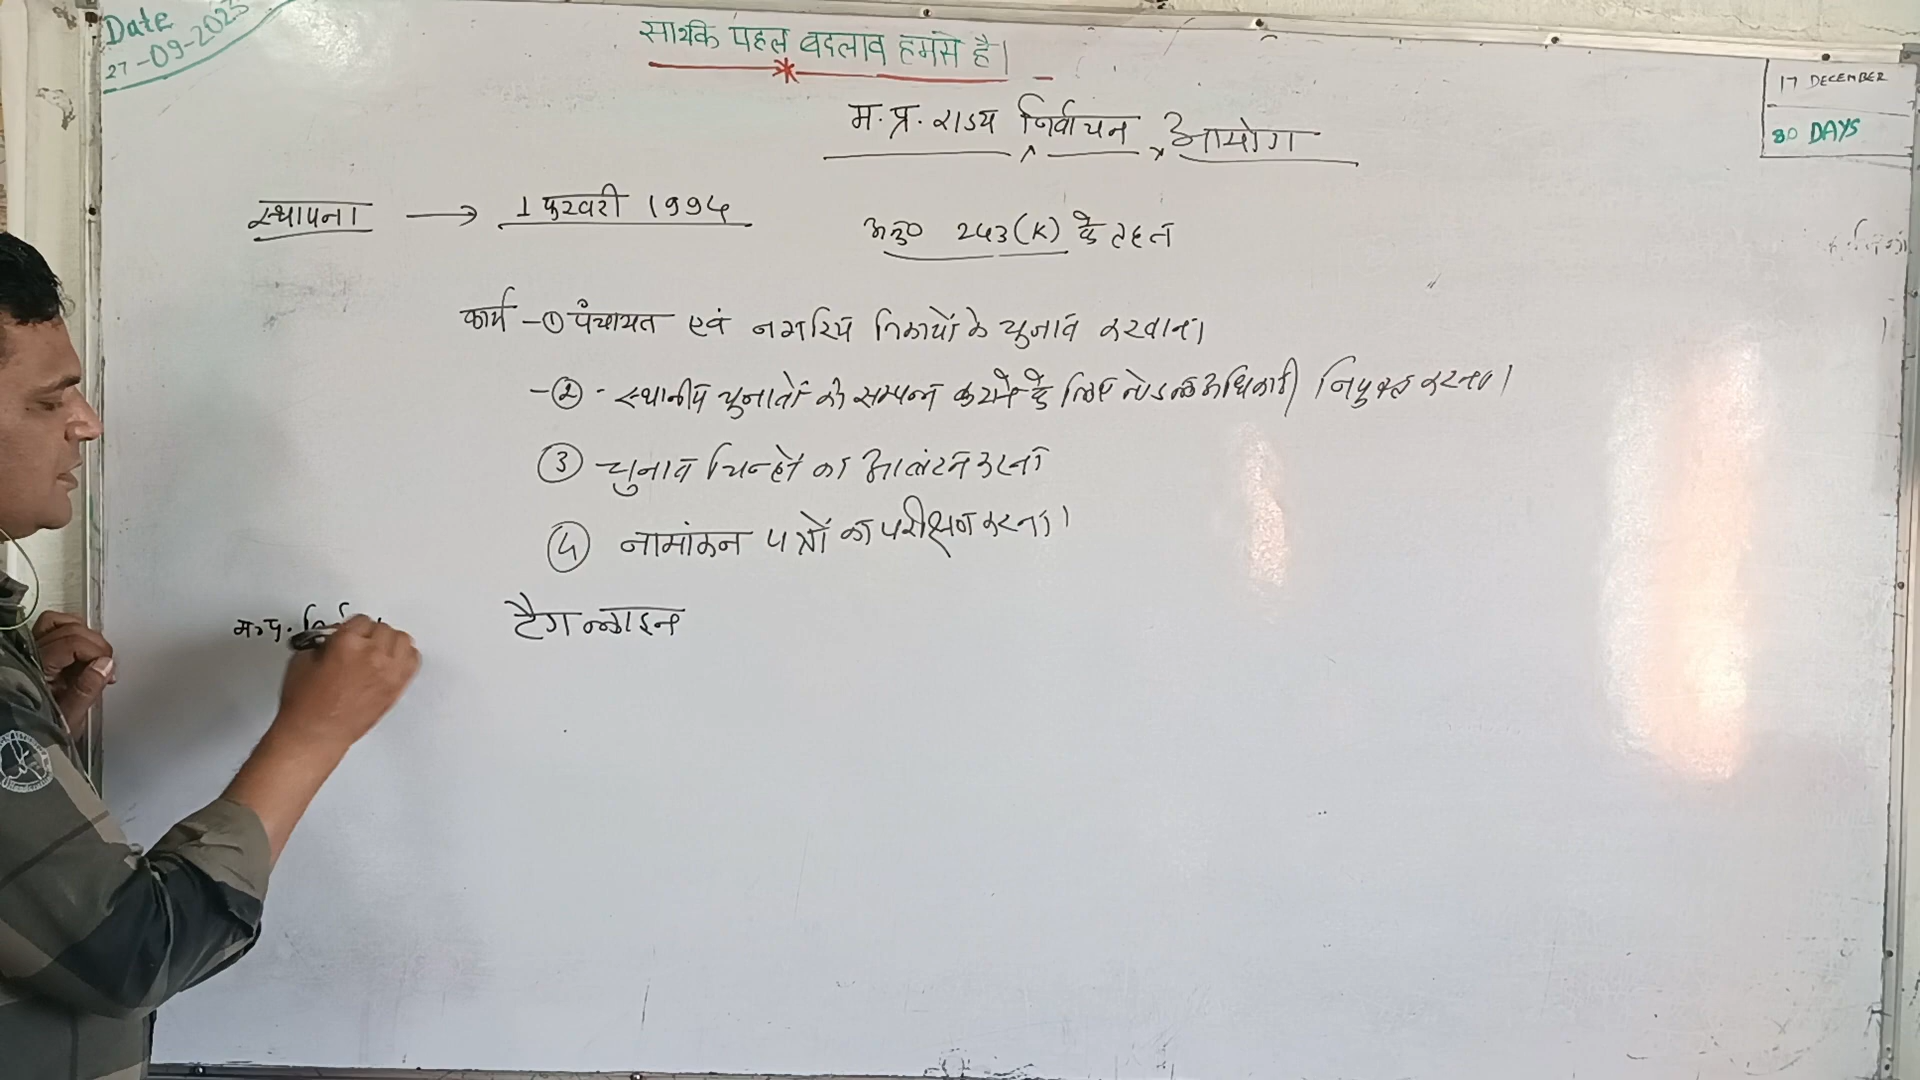 Date
27-09-2023
सार्थक पहल बदलाव हमसे है।
17 DECEMBER
80 DAYS
म.प्र. राज्य निर्वाचन आयोग
स्थापना → 1 फरवरी 1994
अनु० 243(K) के तहत
कार्य - ① पंचायत एवं नगरिय निकायों के चुनाव करवाना।
- ② - स्थानीय चुनावों को सम्पन्न कराने के लिए नोडल अधिकारी नियुक्त करना।
③ चुनाव चिन्हों का आवंटन करना
④ नामांकन पत्रों का परीक्षण करना।
टैग लाइन
म.प्र.